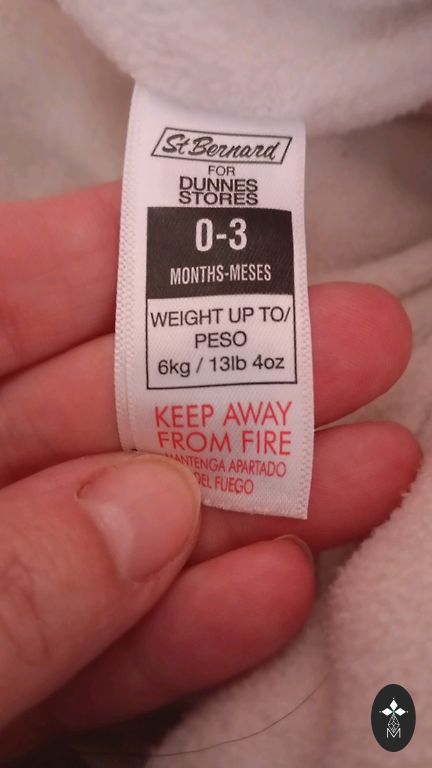 St Bernard
FOR
DUNNES
STORES
0-3
MONTHS-MESES
WEIGHT UP TO/
PESO
6kg / 13lb 4oz
KEEP AWAY
FROM FIRE
MANTENGA APARTADO
DEL FUEGO
M